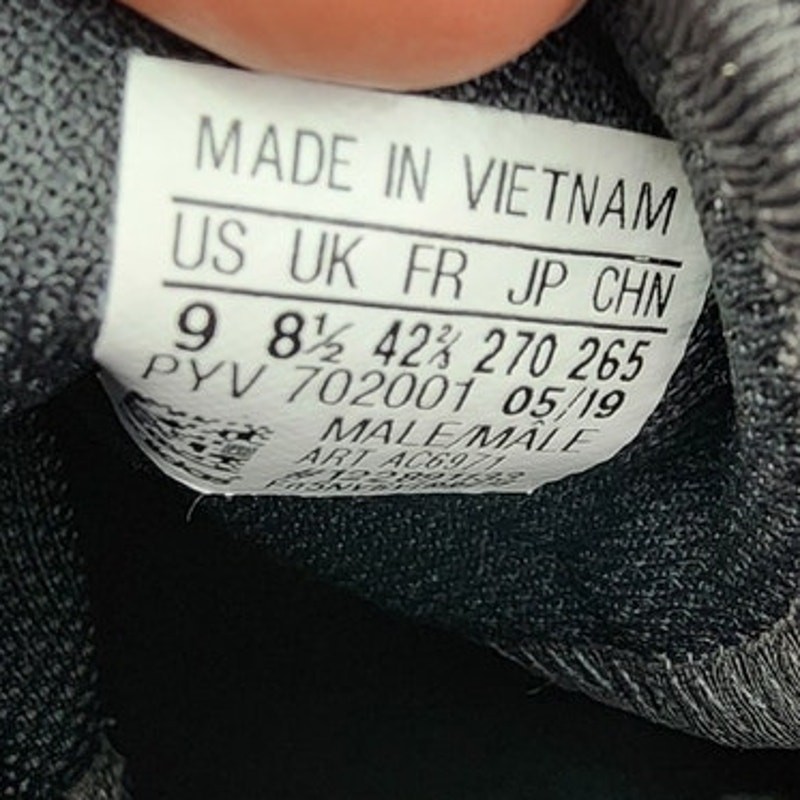 MADE IN VIETNAM
US UK FR JP CHN
9 8½ 42⅔ 270 265
PYV 702001 05/19
MALE/MÂLE
ART AC6971